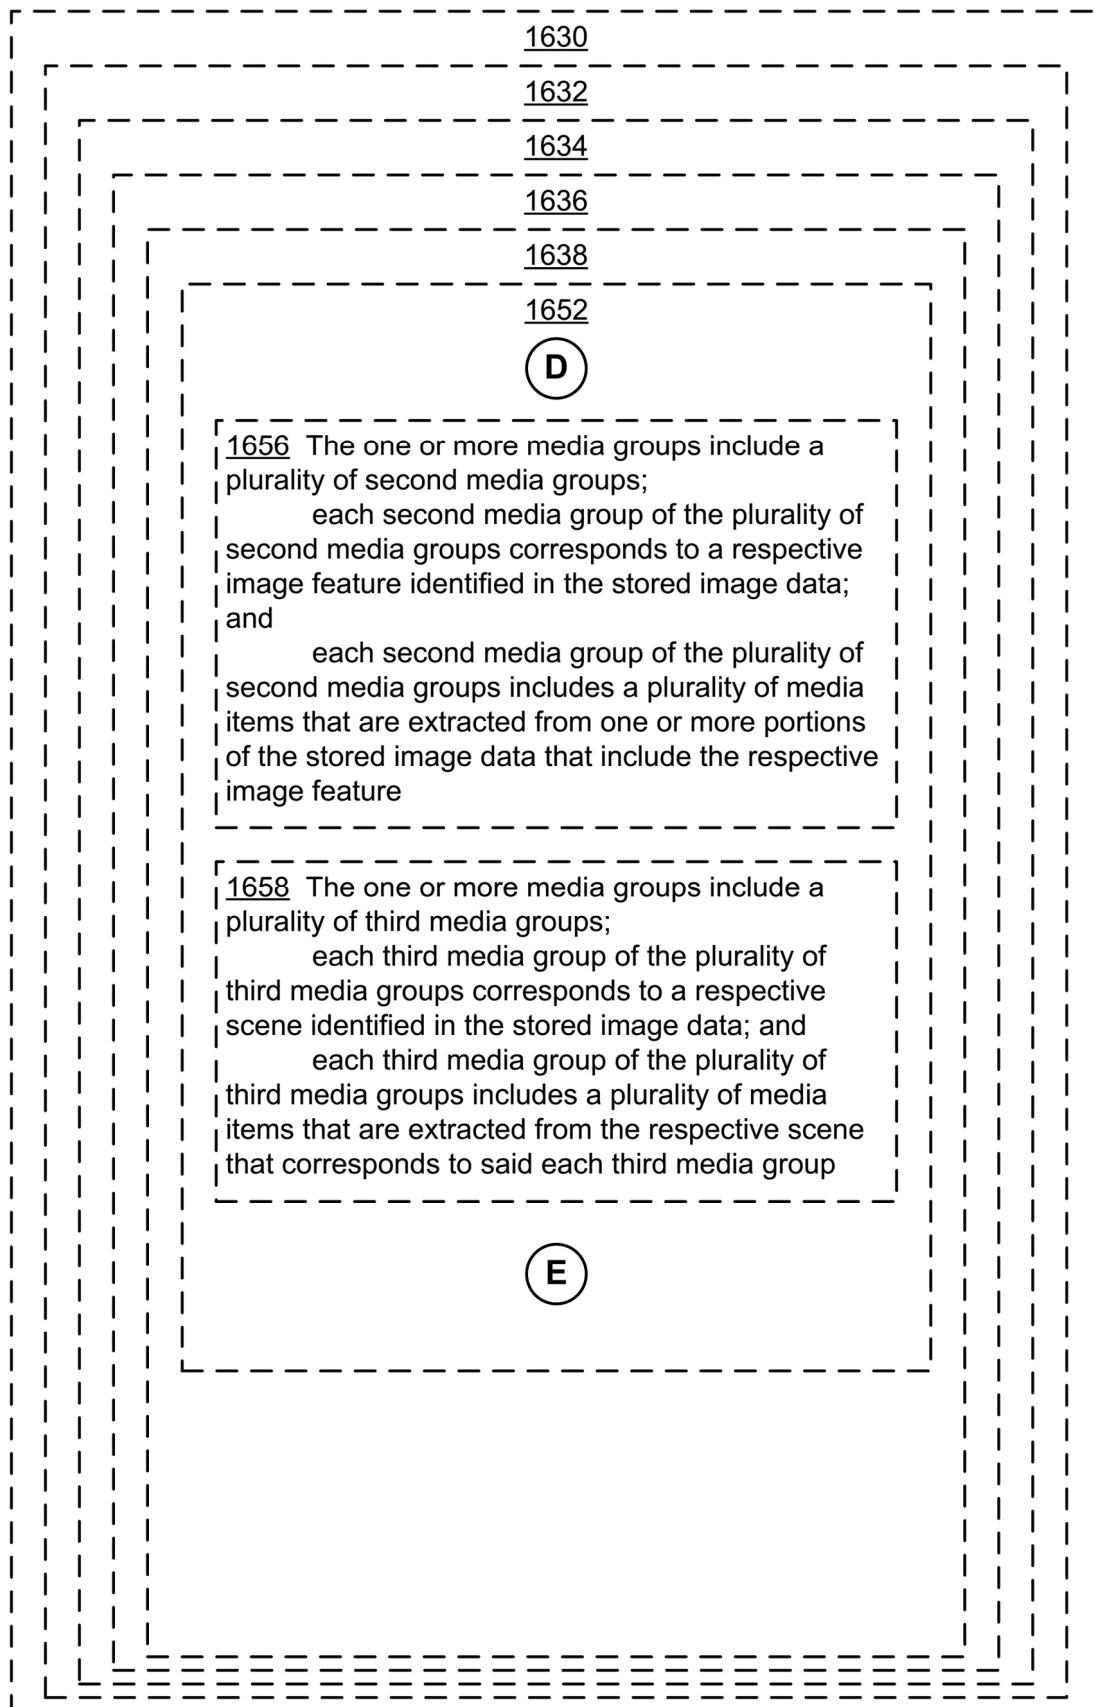 1630
1632
1634
1636
1638
1652
D
1656 The one or more media groups include a
plurality of second media groups;
each second media group of the plurality of
second media groups corresponds to a respective
image feature identified in the stored image data;
and
each second media group of the plurality of
second media groups includes a plurality of media
items that are extracted from one or more portions
of the stored image data that include the respective
image feature
1658 The one or more media groups include a
plurality of third media groups;
each third media group of the plurality of
third media groups corresponds to a respective
scene identified in the stored image data; and
each third media group of the plurality of
third media groups includes a plurality of media
items that are extracted from the respective scene
that corresponds to said each third media group
E